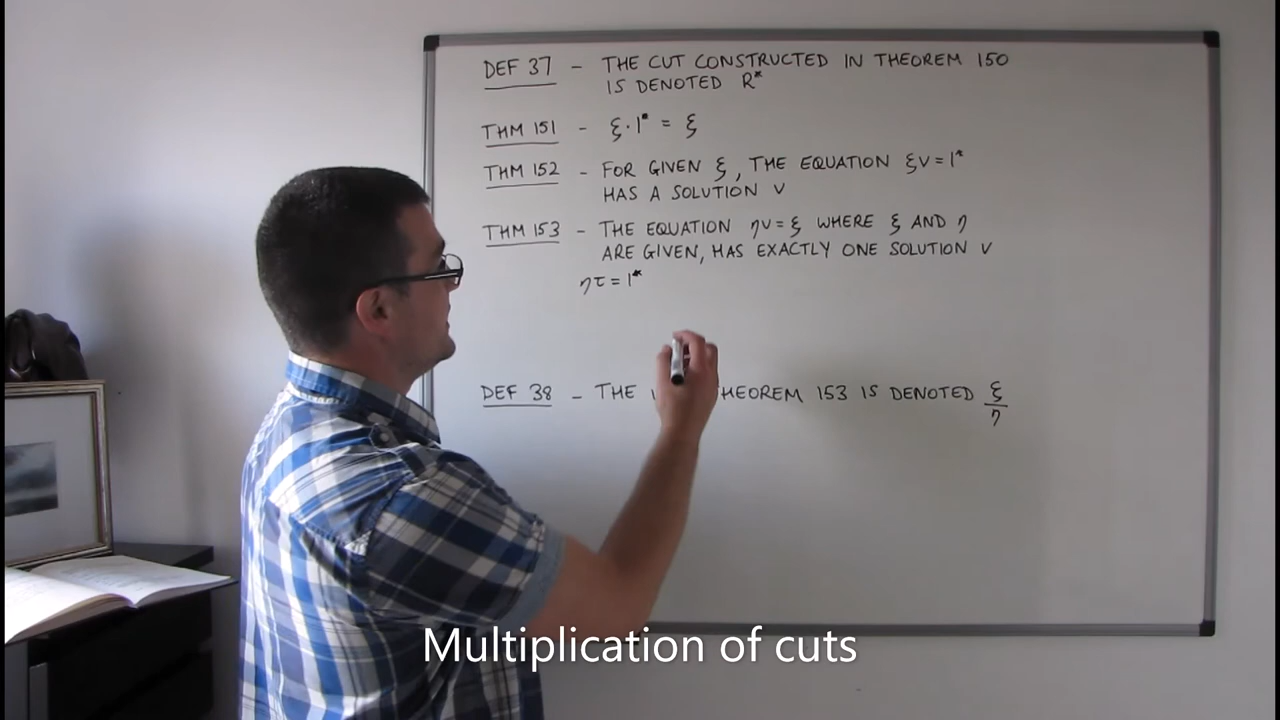 DEF 37 - THE CUT CONSTRUCTED IN THEOREM 150
IS DENOTED R*
THM 151 - ξ·1* = ξ
THM 152 - FOR GIVEN ξ, THE EQUATION ξv=1*
HAS A SOLUTION v
THM 153 - THE EQUATION ηv=ξ WHERE ξ AND η
ARE GIVEN, HAS EXACTLY ONE SOLUTION v
ητ=1*
DEF 38 - THE THEOREM 153 IS DENOTED ξ/η
Multiplication of cuts